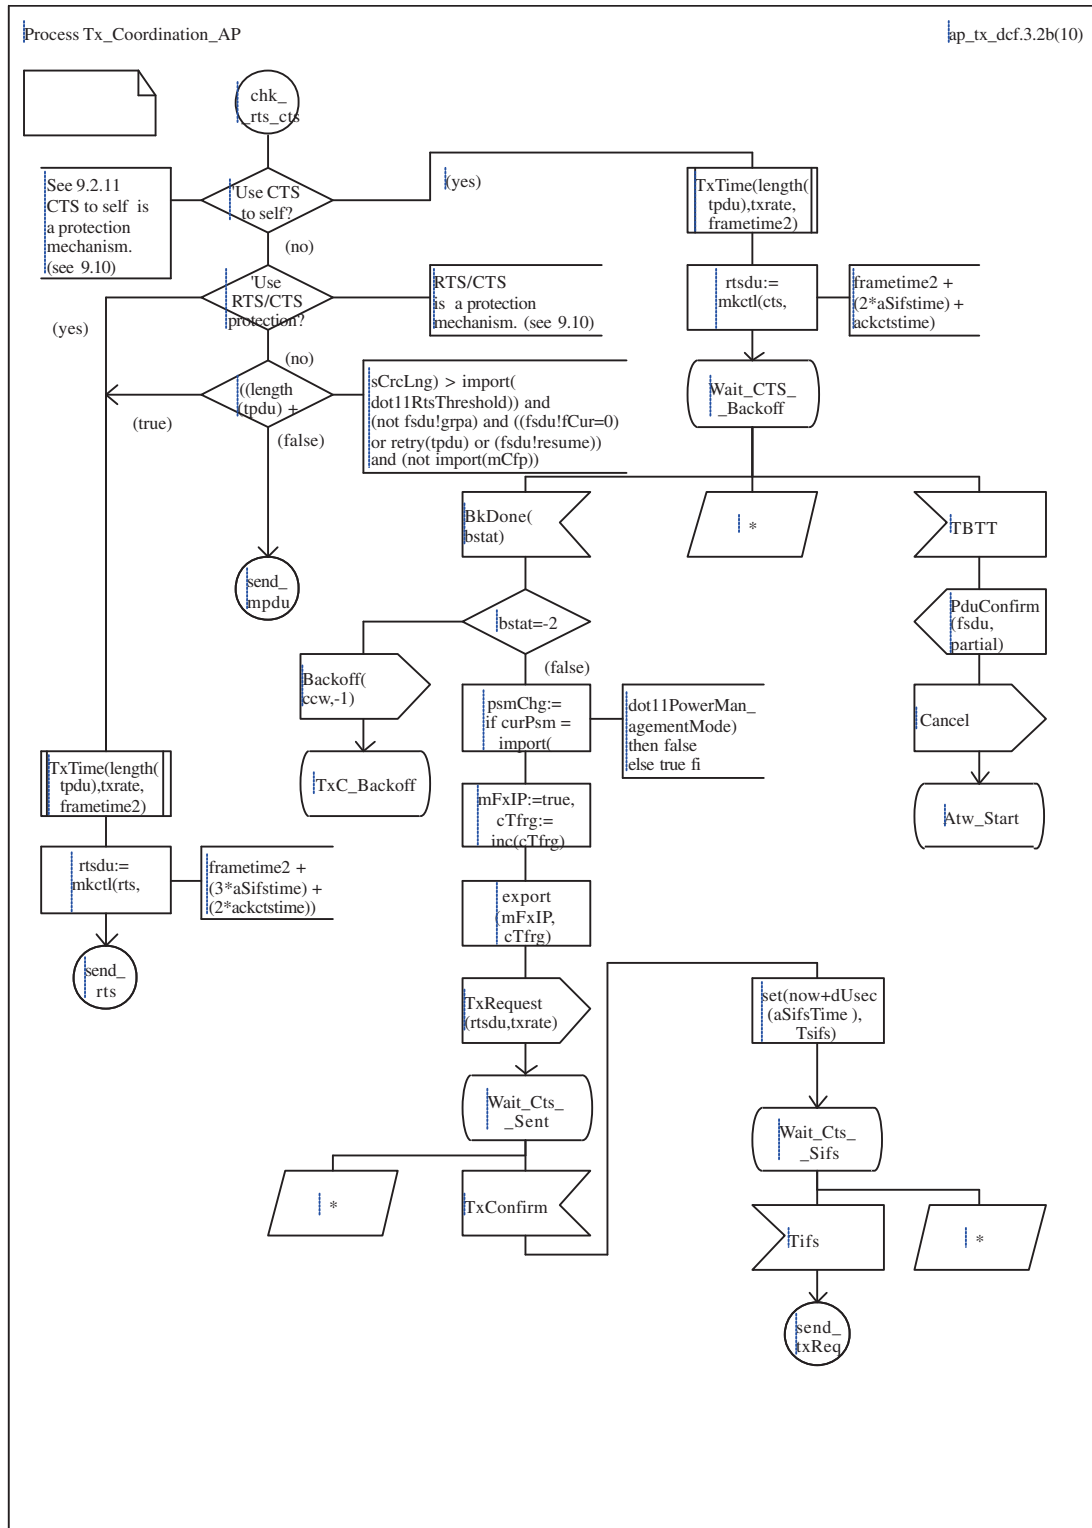 Process Tx_Coordination_AP
ap_tx_dcf.3.2b(10)
chk_
_rts_cts
See 9.2.11
CTS to self is
a protection
mechanism.
(see 9.10)
'Use CTS
to self?
(yes)
(no)
TxTime(length(
tpdu),txrate,
frametime2)
'Use
RTS/CTS
protection?
(yes)
(no)
RTS/CTS
is a protection
mechanism. (see 9.10)
rtsdu:=
mkctl(cts,
frametime2 +
(2*aSifstime) +
ackctstime)
((length
(tpdu) +
(true)
(false)
sCrcLng) > import(
dot11RtsThreshold)) and
(not fsdu!grpa) and ((fsdu!fCur=0)
or retry(tpdu) or (fsdu!resume))
and (not import(mCfp))
Wait_CTS_
_Backoff
BkDone(
bstat)
*
TBTT
send_
mpdu
bstat=-2
(false)
PduConfirm
(fsdu,
partial)
Backoff(
ccw,-1)
psmChg:=
if curPsm =
import(
dot11PowerMan_
agementMode)
then false
else true fi
Cancel
TxC_Backoff
TxTime(length(
tpdu),txrate,
frametime2)
mFxIP:=true,
cTfrg:=
inc(cTfrg)
Atw_Start
rtsdu:=
mkctl(rts,
frametime2 +
(3*aSifstime) +
(2*ackctstime))
export
(mFxIP,
cTfrg)
send_
rts
TxRequest
(rtsdu,txrate)
set(now+dUsec
(aSifsTime ),
Tsifs)
Wait_Cts_
_Sent
Wait_Cts_
_Sifs
*
TxConfirm
Tifs
*
send_
txReq